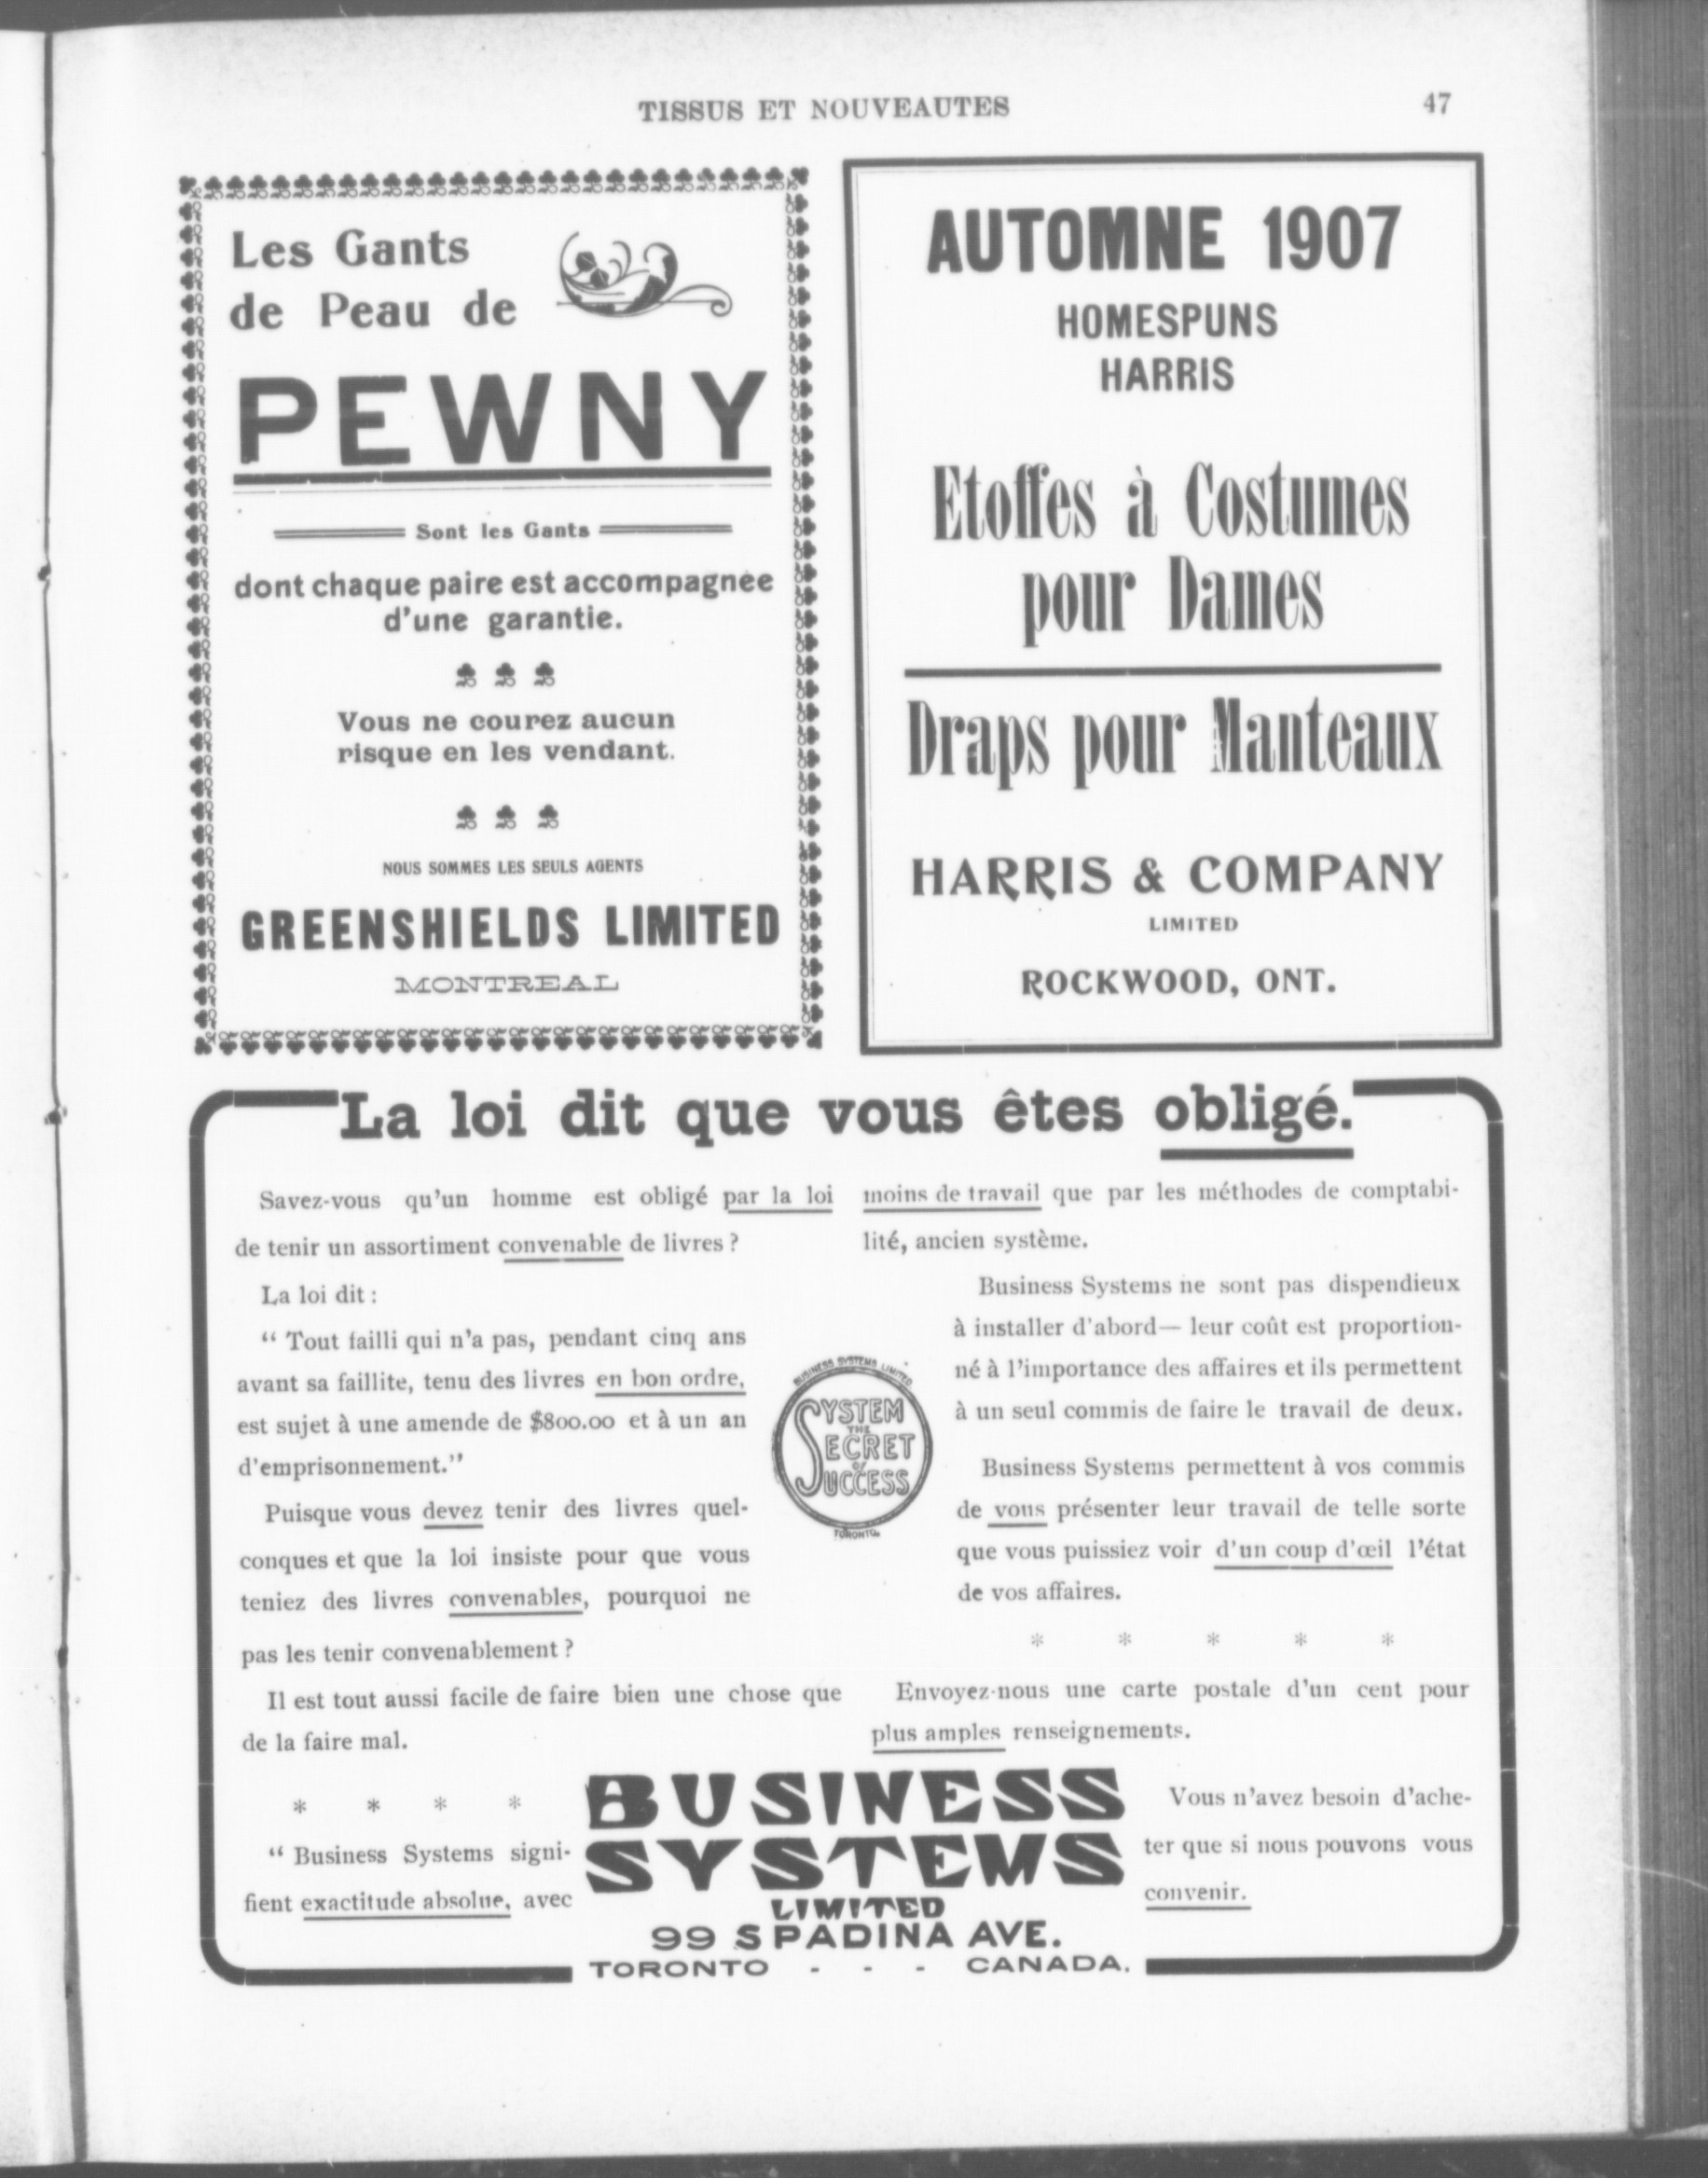 TISSUS ET NOUVEAUTES
47
Les Gants
de Peau de
PEWNY
Sont les Gants
dont chaque paire est accompagnée
d'une garantie.
Vous ne courez aucun
risque en les vendant.
NOUS SOMMES LES SEULS AGENTS
GREENSHIELDS LIMITED
MONTREAL
AUTOMNE 1907
HOMESPUNS
HARRIS
Etoffes à Costumes
pour Dames
Draps pour Manteaux
HARRIS & COMPANY
LIMITED
ROCKWOOD, ONT.
La loi dit que vous êtes obligé.
Savez-vous qu'un homme est obligé par la loi
de tenir un assortiment convenable de livres ?
La loi dit :
“ Tout failli qui n'a pas, pendant cinq ans
avant sa faillite, tenu des livres en bon ordre,
est sujet à une amende de $800.00 et à un an
d'emprisonnement.”
Puisque vous devez tenir des livres quel-
conques et que la loi insiste pour que vous
teniez des livres convenables, pourquoi ne
pas les tenir convenablement ?
Il est tout aussi facile de faire bien une chose que
de la faire mal.
* * * *
“ Business Systems signi-
fient exactitude absolue, avec
moins de travail que par les méthodes de comptabi-
lité, ancien système.
Business Systems ne sont pas dispendieux
à installer d'abord— leur coût est proportion-
né à l'importance des affaires et ils permettent
à un seul commis de faire le travail de deux.
Business Systems permettent à vos commis
de vous présenter leur travail de telle sorte
que vous puissiez voir d'un coup d'œil l'état
de vos affaires.
* * * * *
Envoyez-nous une carte postale d'un cent pour
plus amples renseignements.
Vous n'avez besoin d'ache-
ter que si nous pouvons vous
convenir.
BUSINESS SYSTEMS LIMITED.
SYSTEM
THE
SECRET
OF
SUCCESS
TORONTO.
BUSINESS
SYSTEMS
LIMITED
99 SPADINA AVE.
TORONTO - - - CANADA.